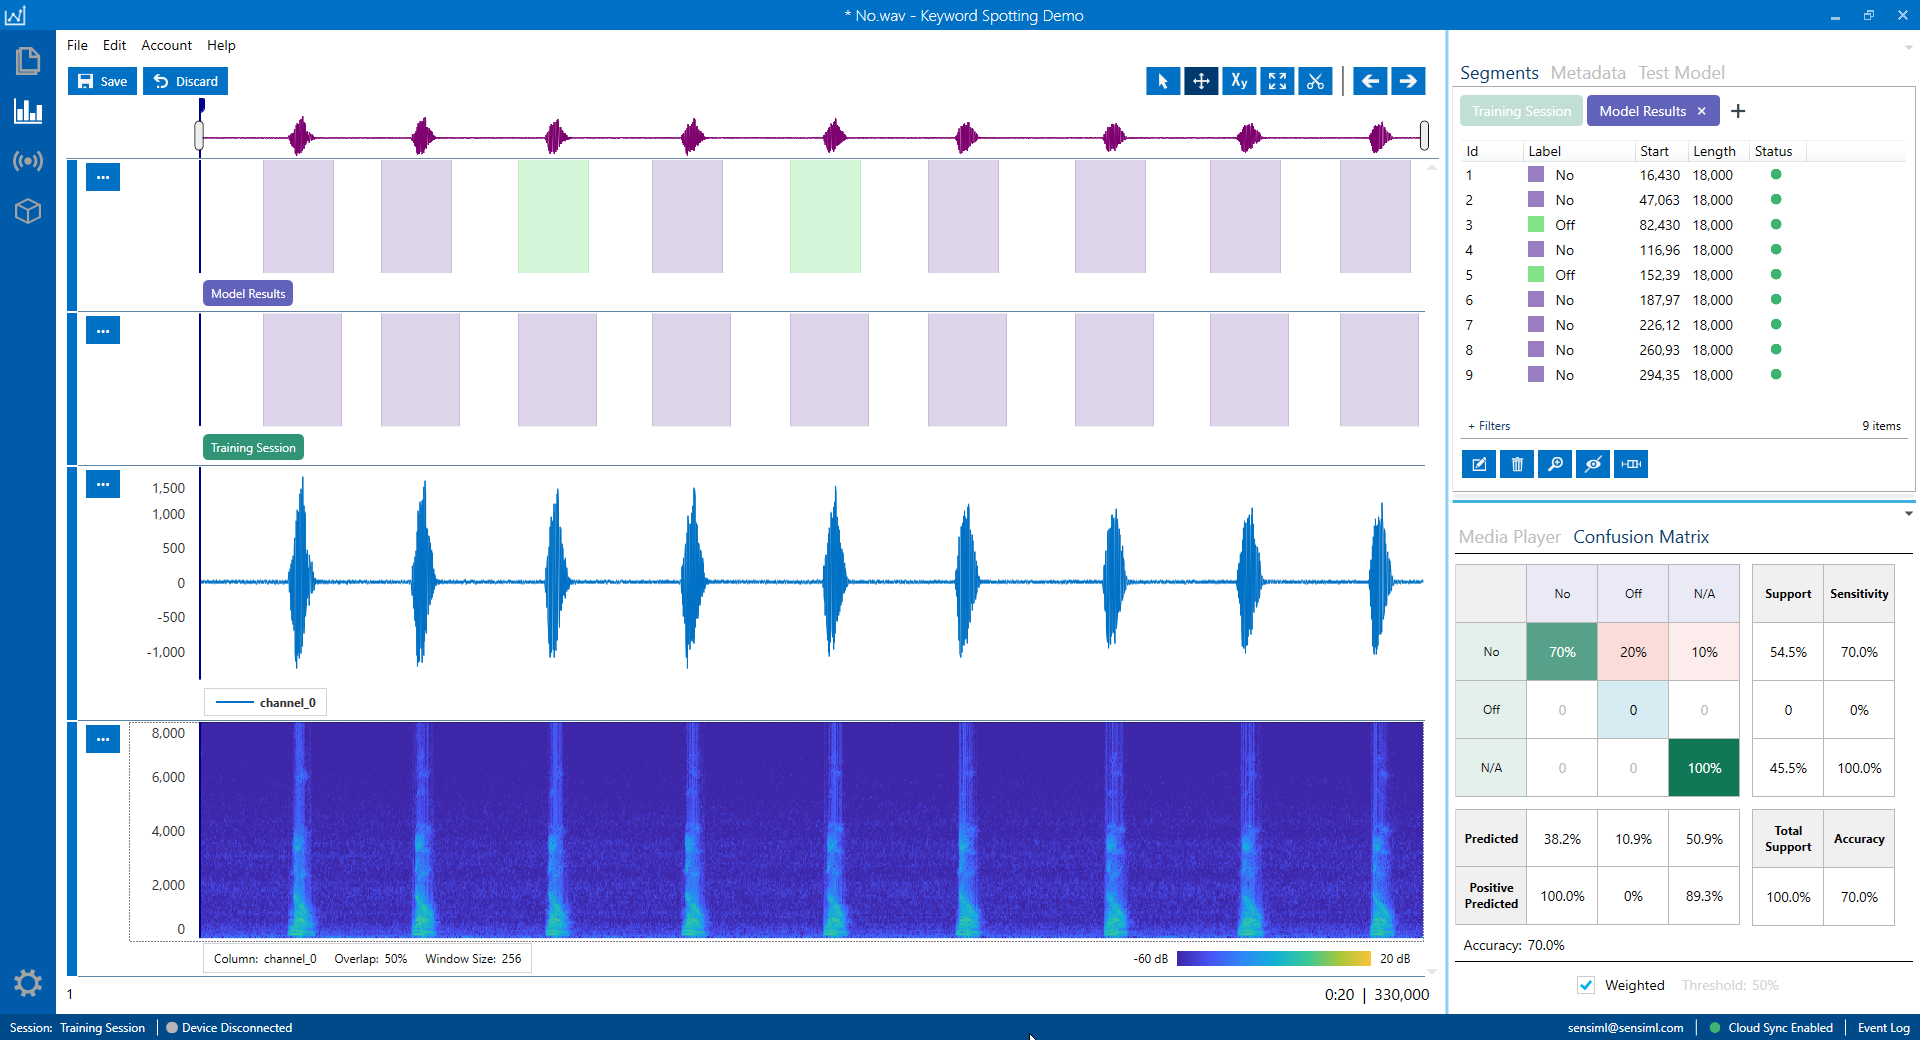 * No.wav - Keyword Spotting Demo
File Edit Account Help
Save Discard
Xy
Model Results
Training Session
1,500
1,000
500
0
-500
-1,000
channel_0
8,000
6,000
4,000
2,000
0
Column: channel_0 Overlap: 50% Window Size: 256
-60 dB 20 dB
1 0:20 | 330,000
Segments Metadata Test Model
Training Session Model Results × +
Id Label Start Length Status
1 No 16,430 18,000
2 No 47,063 18,000
3 Off 82,430 18,000
4 No 116,96 18,000
5 Off 152,39 18,000
6 No 187,97 18,000
7 No 226,12 18,000
8 No 260,93 18,000
9 No 294,35 18,000
+ Filters 9 items
Media Player Confusion Matrix
No Off N/A Support Sensitivity
No 70% 20% 10% 54.5% 70.0%
Off 0 0 0 0 0%
N/A 0 0 100% 45.5% 100.0%
Predicted 38.2% 10.9% 50.9% Total Support Accuracy
Positive Predicted 100.0% 0% 89.3% 100.0% 70.0%
Accuracy: 70.0%
Weighted Threshold: 50%
Session: Training Session Device Disconnected sensiml@sensiml.com Cloud Sync Enabled Event Log